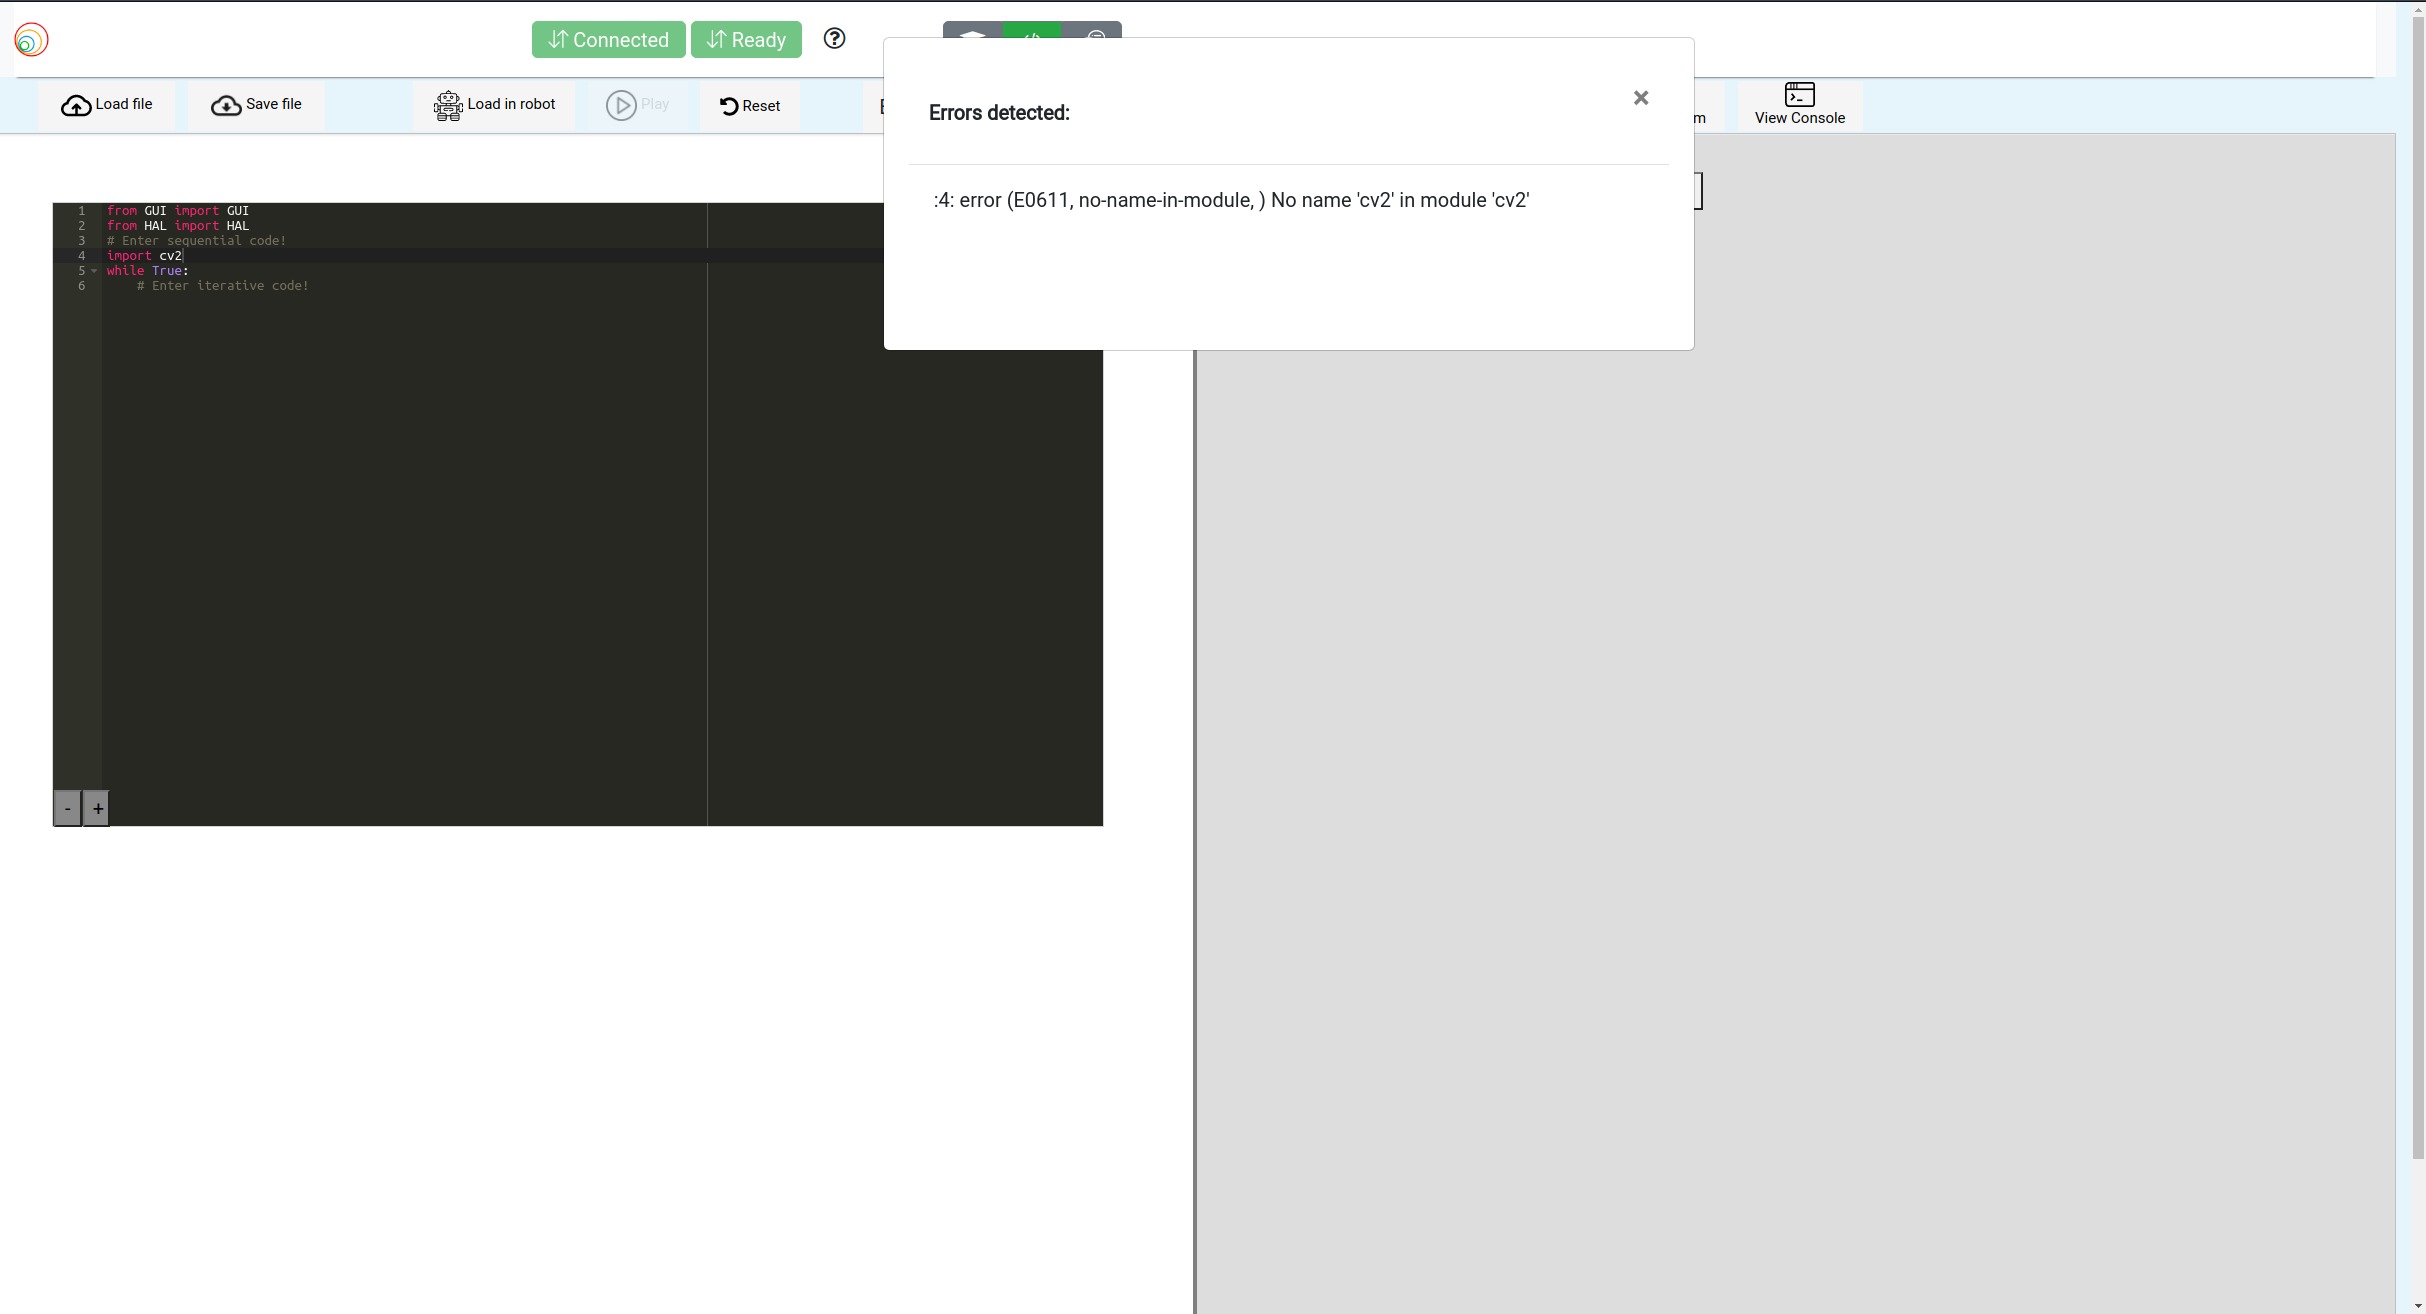 Connected
Ready
Load file
Save file
Load in robot
Play
Reset
m
View Console
Errors detected:
×
:4: error (E0611, no-name-in-module, ) No name 'cv2' in module 'cv2'
1 from GUI import GUI
2 from HAL import HAL
3 # Enter sequential code!
4 import cv2
5 while True:
6 # Enter iterative code!
- +